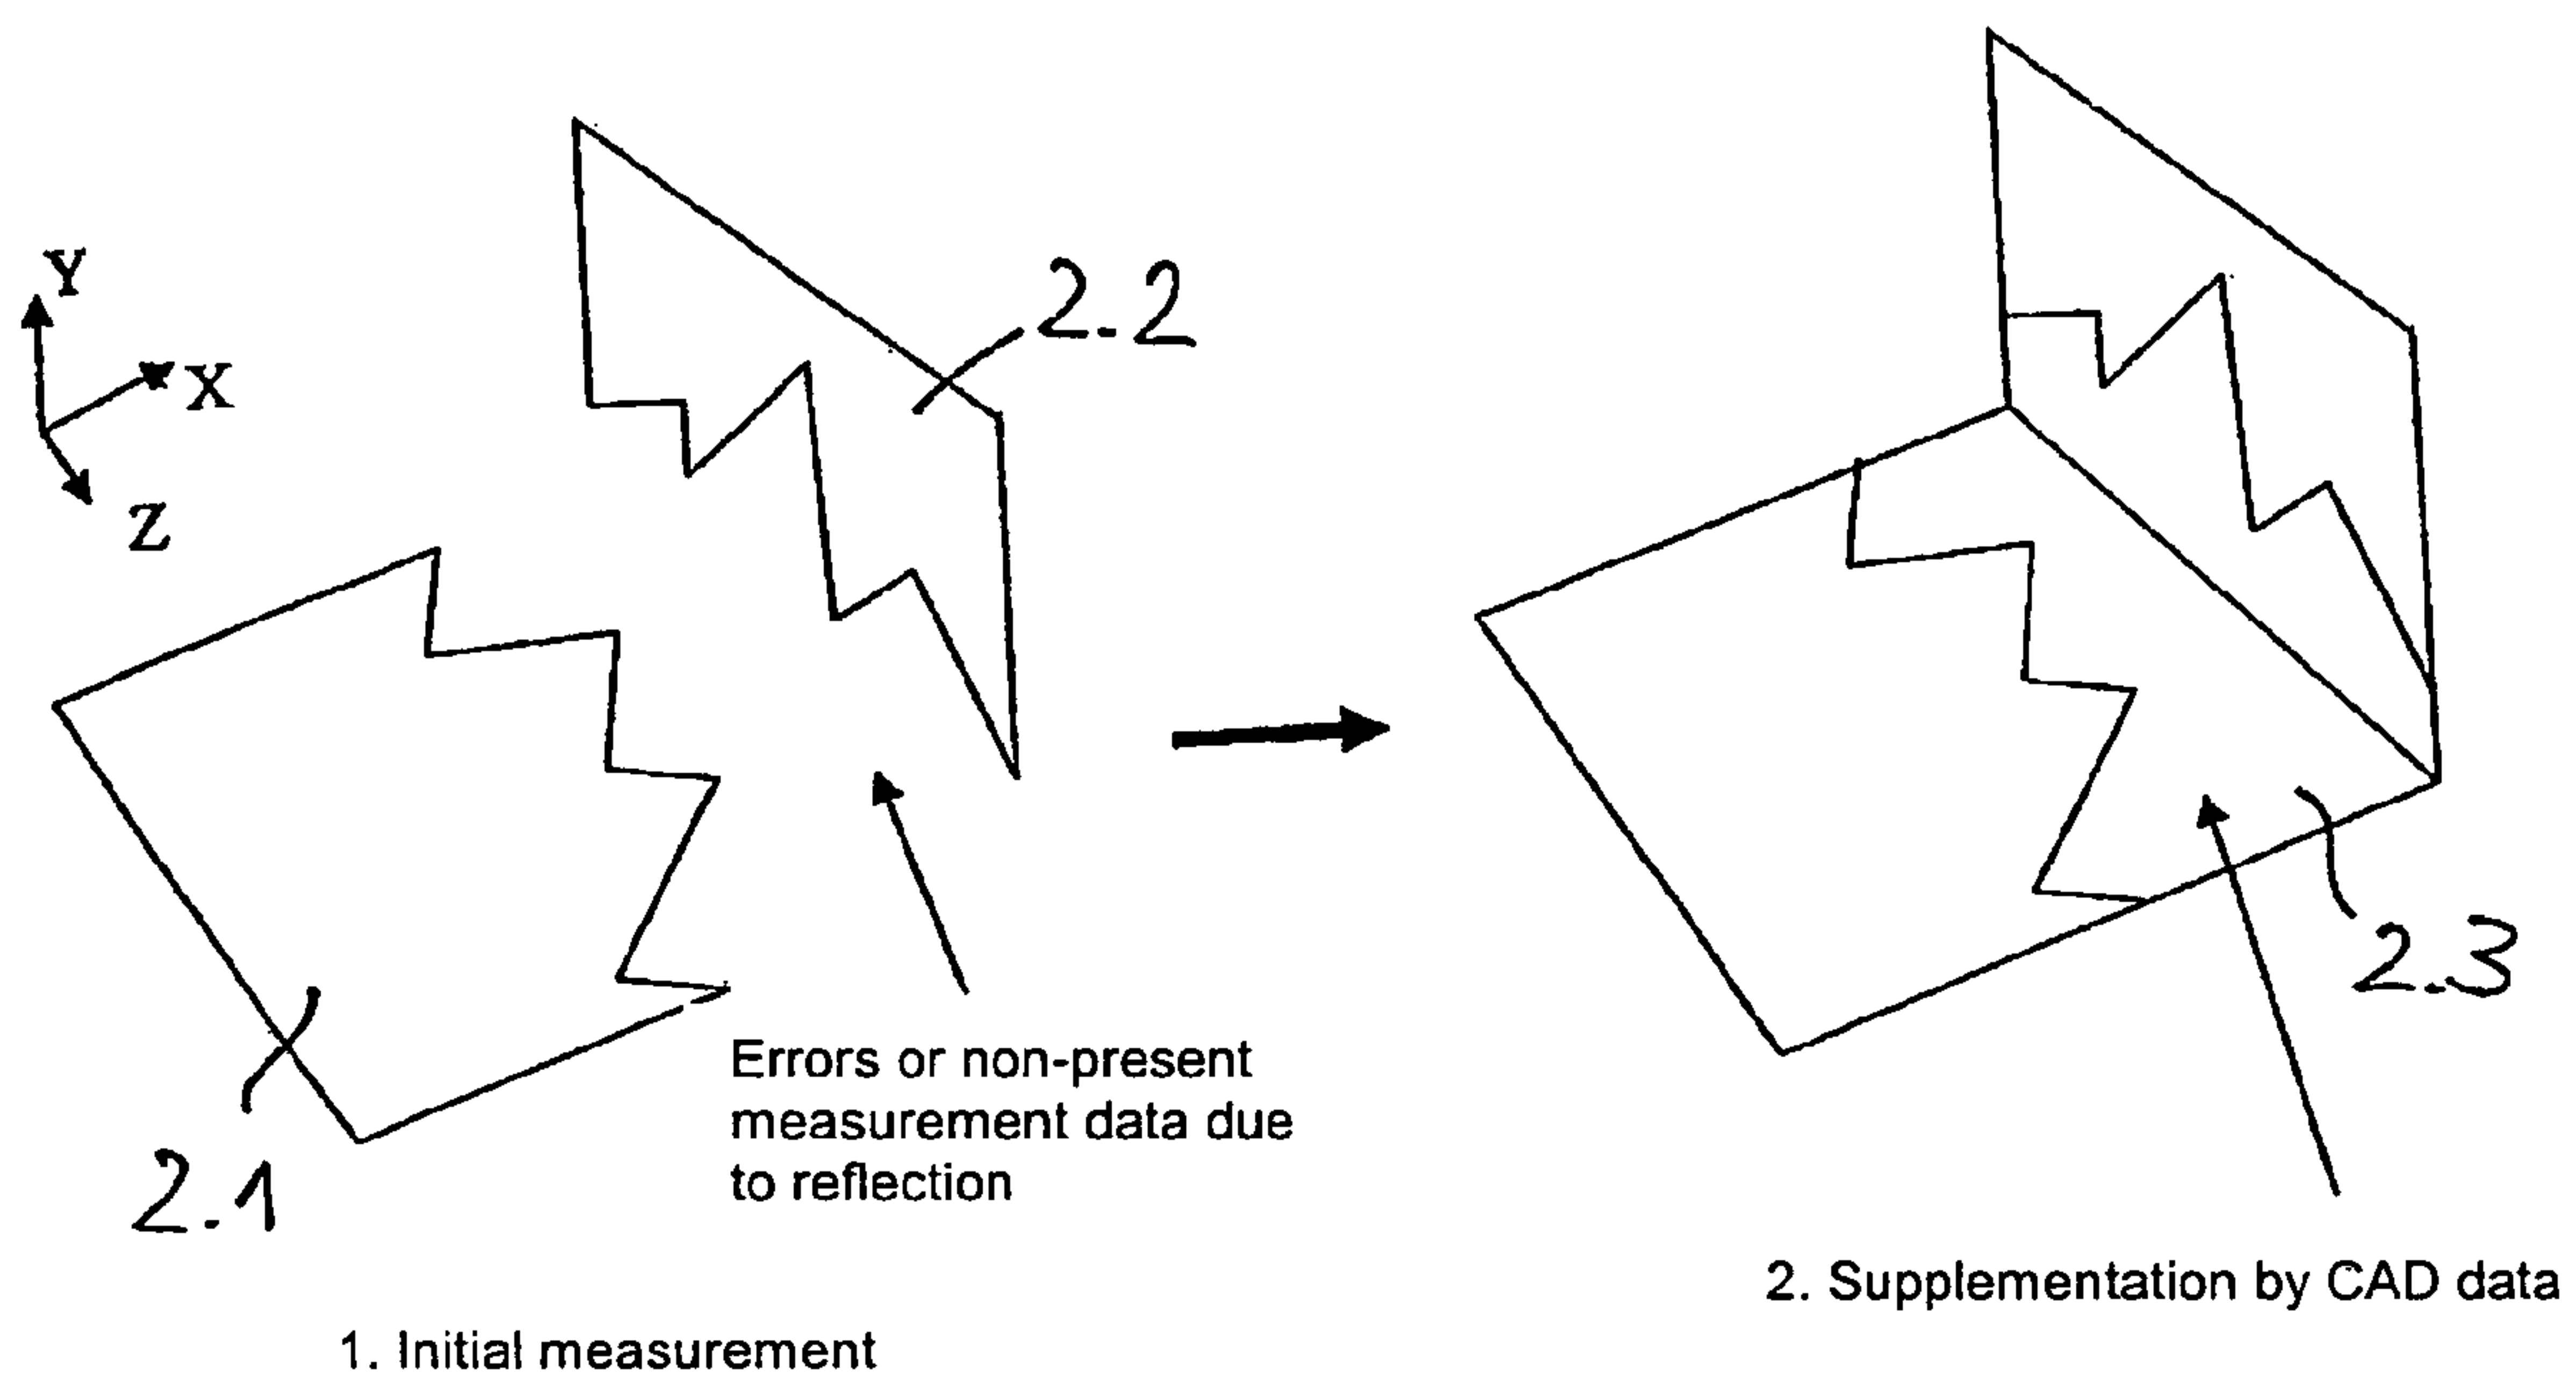 Y
X
Z
2.2
2.1
2.3
Errors or non-present
measurement data due
to reflection
1. Initial measurement
2. Supplementation by CAD data